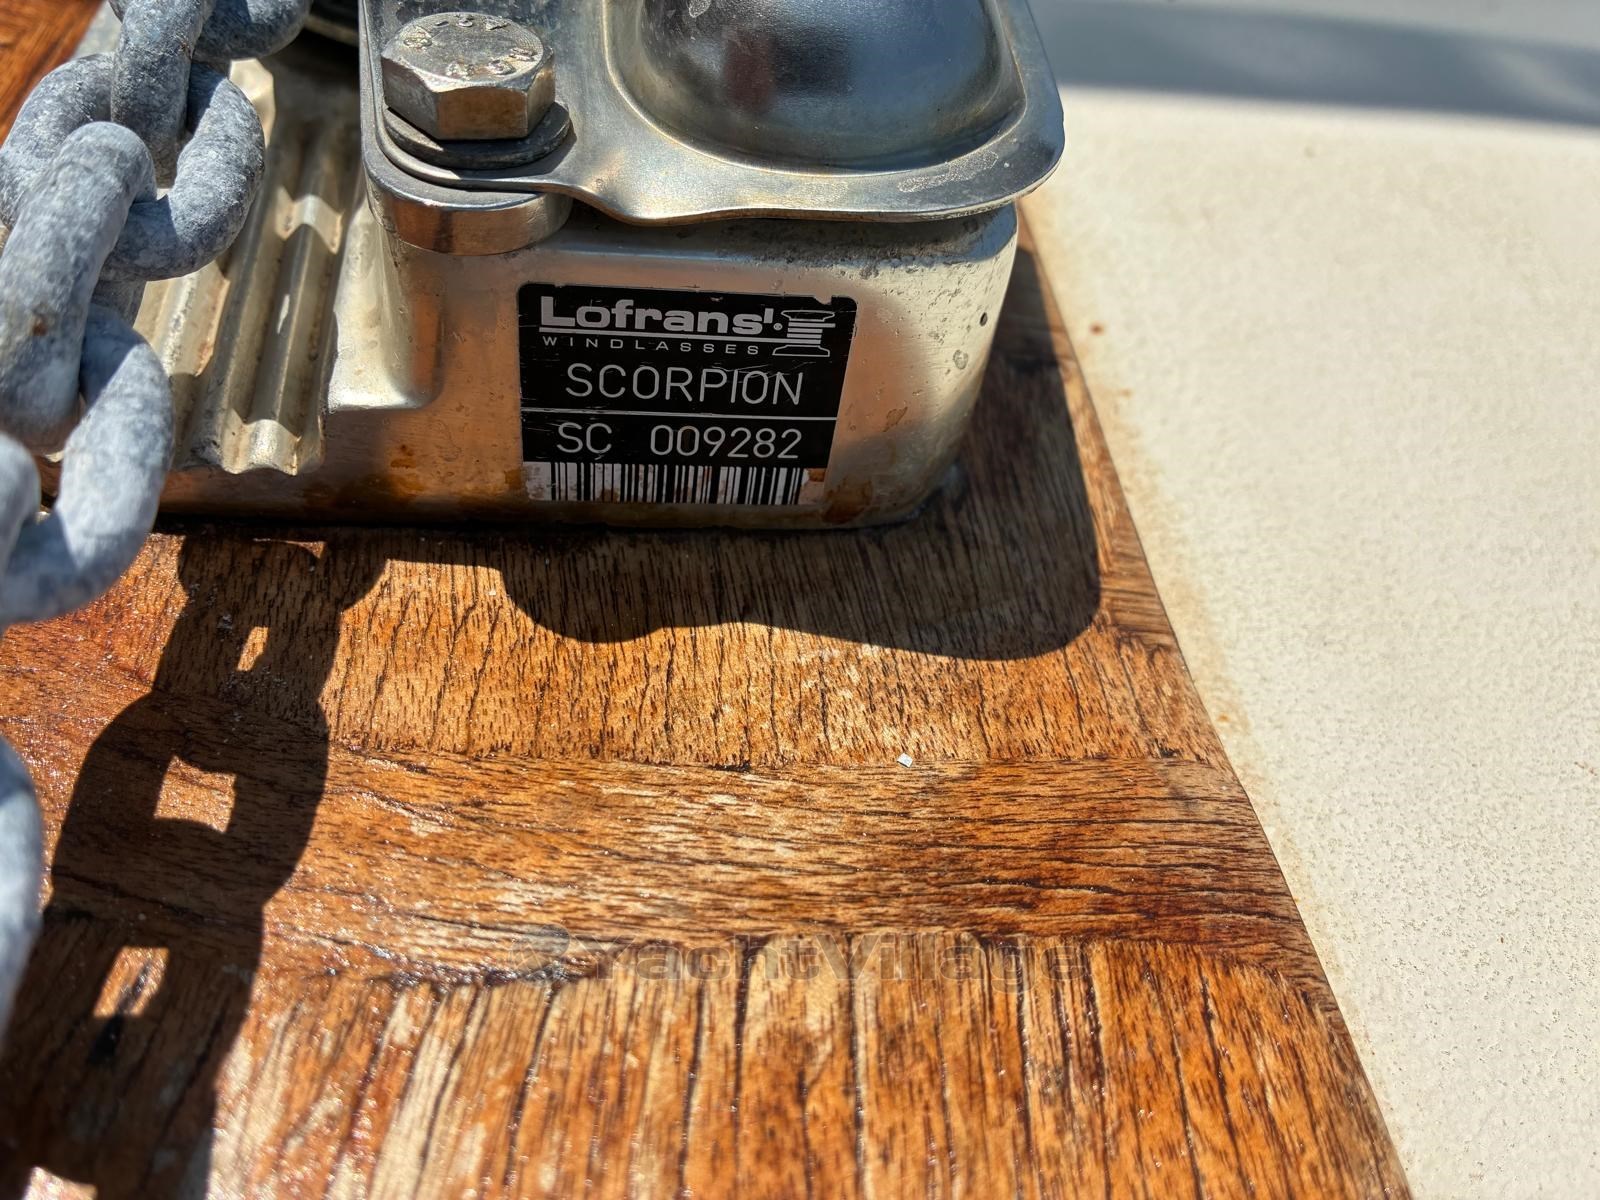 Lofrans'
WINDLASSES
SCORPION
SC 009282
YachtVillage